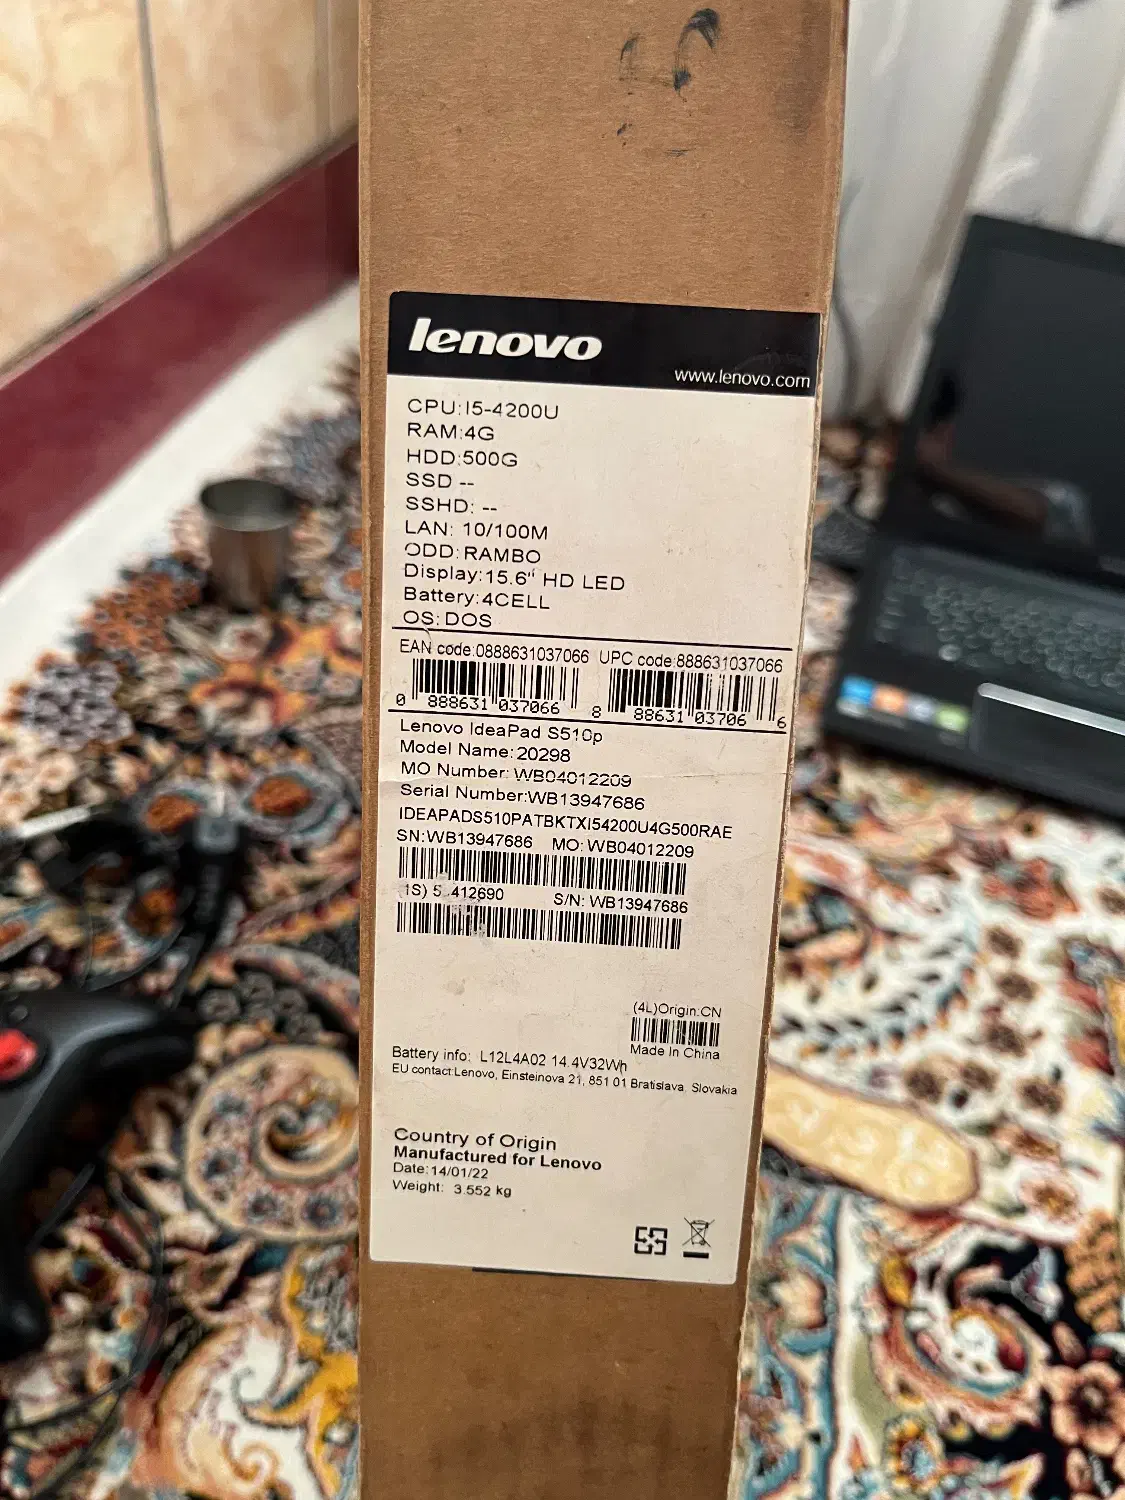 lenovo
www.lenovo.com
CPU:I5-4200U
RAM:4G
HDD:500G
SSD --
SSHD: --
LAN: 10/100M
ODD:RAMBO
Display:15.6" HD LED
Battery:4CELL
OS:DOS
EAN code:0888631037066 UPC code:888631037066
0 888631 037066 8 88631 03706 6
Lenovo IdeaPad S510p
Model Name:20298
MO Number: WB04012209
Serial Number:WB13947686
IDEAPADS510PATBKTXI54200U4G500RAE
SN:WB13947686 MO:WB04012209
S/N: WB13947686
(4L)Origin:CN
Made In China
Battery info: L12L4A02 14.4V32Wh
EU contact:Lenovo, Einsteinova 21, 851 01 Bratislava, Slovakia
Country of Origin
Manufactured for Lenovo
Date:14/01/22
Weight: 3.552 kg